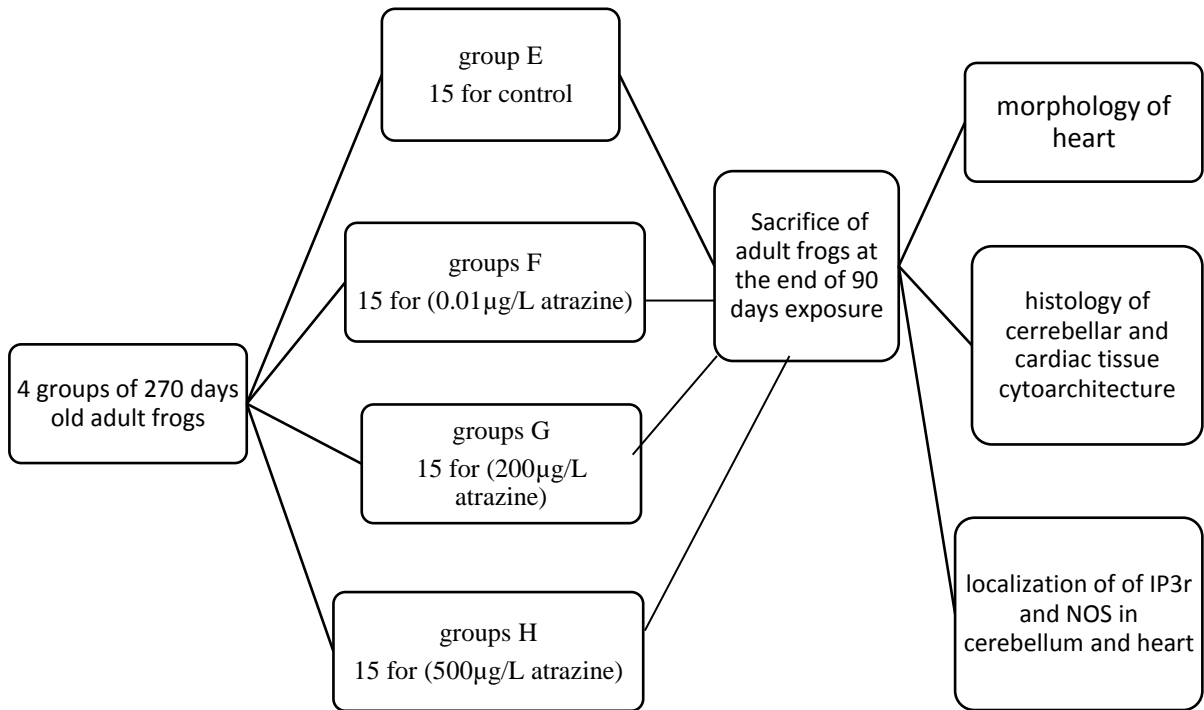 4 groups of 270 days
old adult frogs
group E
15 for control
groups F
15 for (0.01µg/L atrazine)
groups G
15 for (200µg/L
atrazine)
groups H
15 for (500µg/L atrazine)
Sacrifice of
adult frogs at
the end of 90
days exposure
morphology of
heart
histology of
cerrebellar and
cardiac tissue
cytoarchitecture
localization of of IP3r
and NOS in
cerebellum and heart